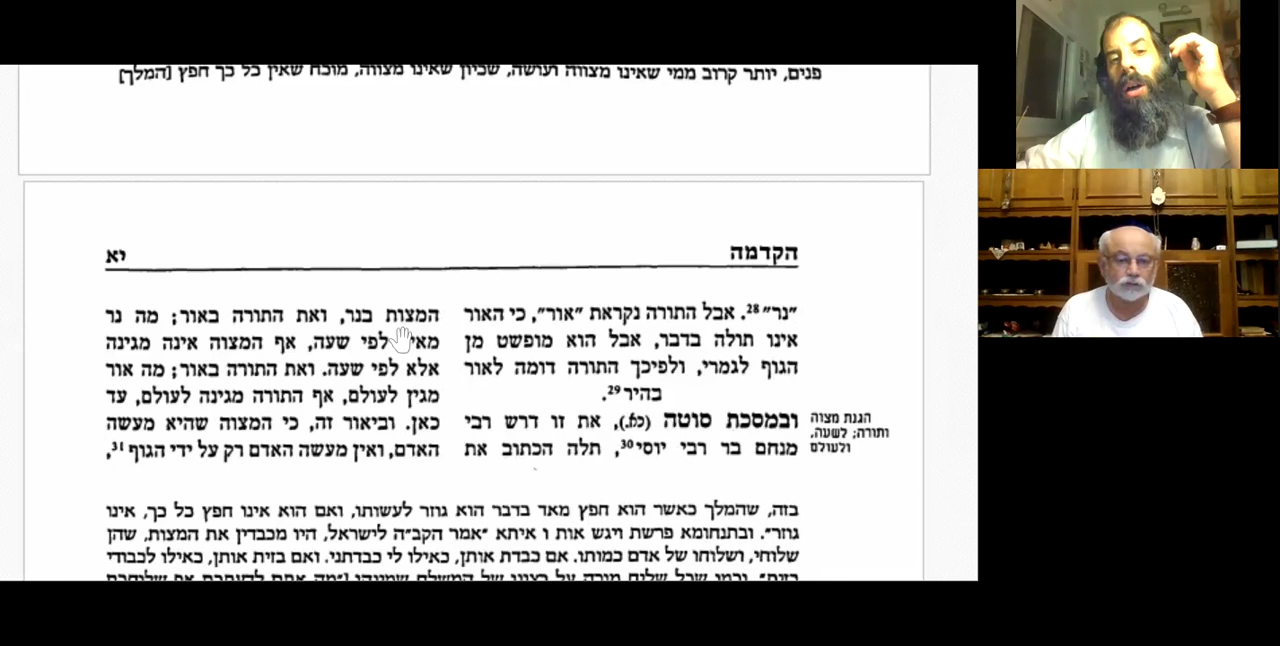 פנים, יותר קרוב ממי שאינו מצווה ועושה, שכיון שאינו מצווה, מוכח שאין כל כך חפץ [המלך]
הקדמה
יא
"נר"28. אבל התורה נקראת "אור", כי האור
אינו תולה בדבר, אבל הוא מופשט מן
הגוף לגמרי, ולפיכך התורה דומה לאור
בהיר29.
ובמסכת סוטה (כא.), את זו דרש רבי
מנחם בר רבי יוסי30, תלה הכתוב את
הגנת מצוה
ותורה; לשעה,
ולעולם
המצות בנר, ואת התורה באור; מה נר
לפי שעה, אף המצוה אינה מגינה
אלא לפי שעה. ואת התורה באור; מה אור
מגין לעולם, אף התורה מגינה לעולם, עד
כאן. וביאור זה, כי המצוה שהיא מעשה
האדם, ואין מעשה האדם רק על ידי הגוף31,
בזה, שהמלך כאשר הוא חפץ מאד בדבר הוא גוזר לעשותו, ואם הוא אינו חפץ כל כך, אינו
גוזר". ובתנחומא פרשת ויגש אות ו איתא "אמר הקב"ה לישראל, היו מכבדין את המצות, שהן
שלוחי, ושלוחו של אדם כמותו. אם כבדת אותן, כאילו לי כבדתני. ואם בזית אותן, כאילו לכבודי